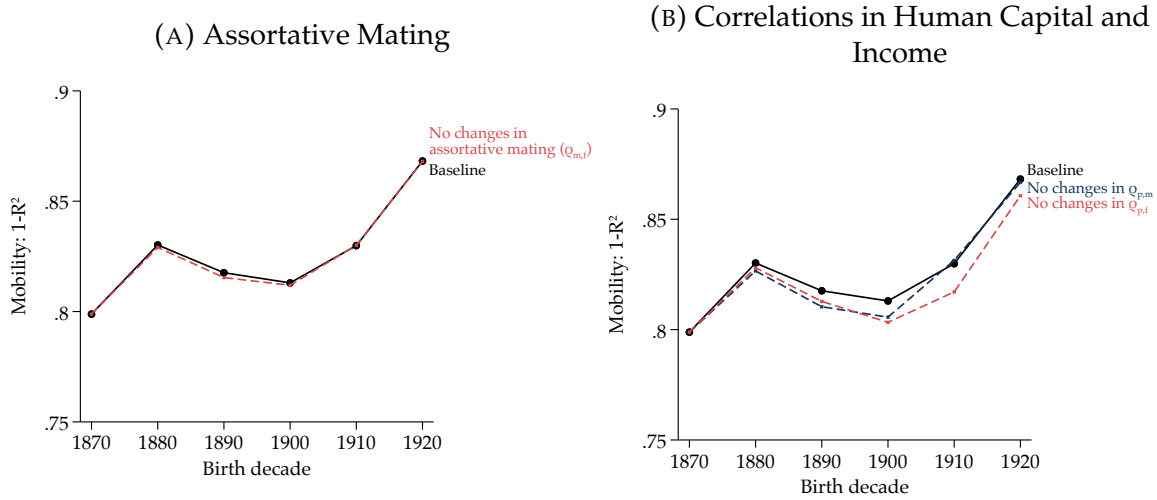 (A) Assortative Mating
.9
.85
.8
.75
Mobility: 1-R²
1870 1880 1890 1900 1910 1920
Birth decade
No changes in
assortative mating (ϱm,f)
Baseline
(B) Correlations in Human Capital and
Income
.9
.85
.8
.75
Mobility: 1-R²
1870 1880 1890 1900 1910 1920
Birth decade
Baseline
No changes in ϱp,m
No changes in ϱp,f